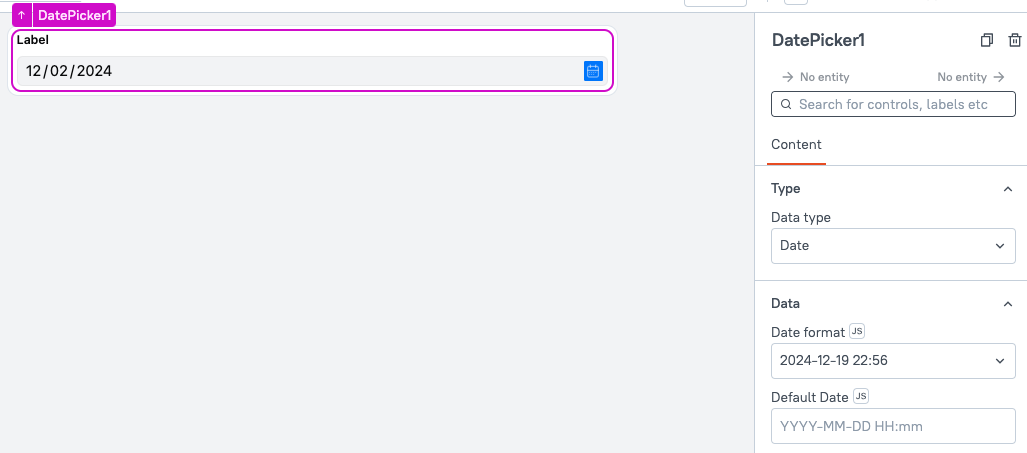 ↑ DatePicker1
Label
12/02/2024
DatePicker1
→ No entity No entity →
Search for controls, labels etc
Content
Type
Data type
Date
Data
Date format JS
2024-12-19 22:56
Default Date JS
YYYY-MM-DD HH:mm